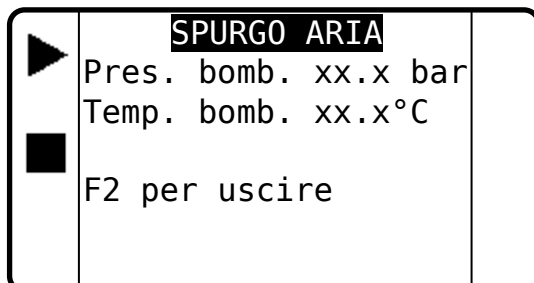 SPURGO ARIA
Pres. bomb. xx.x bar
Temp. bomb. xx.x°C
F2 per uscire